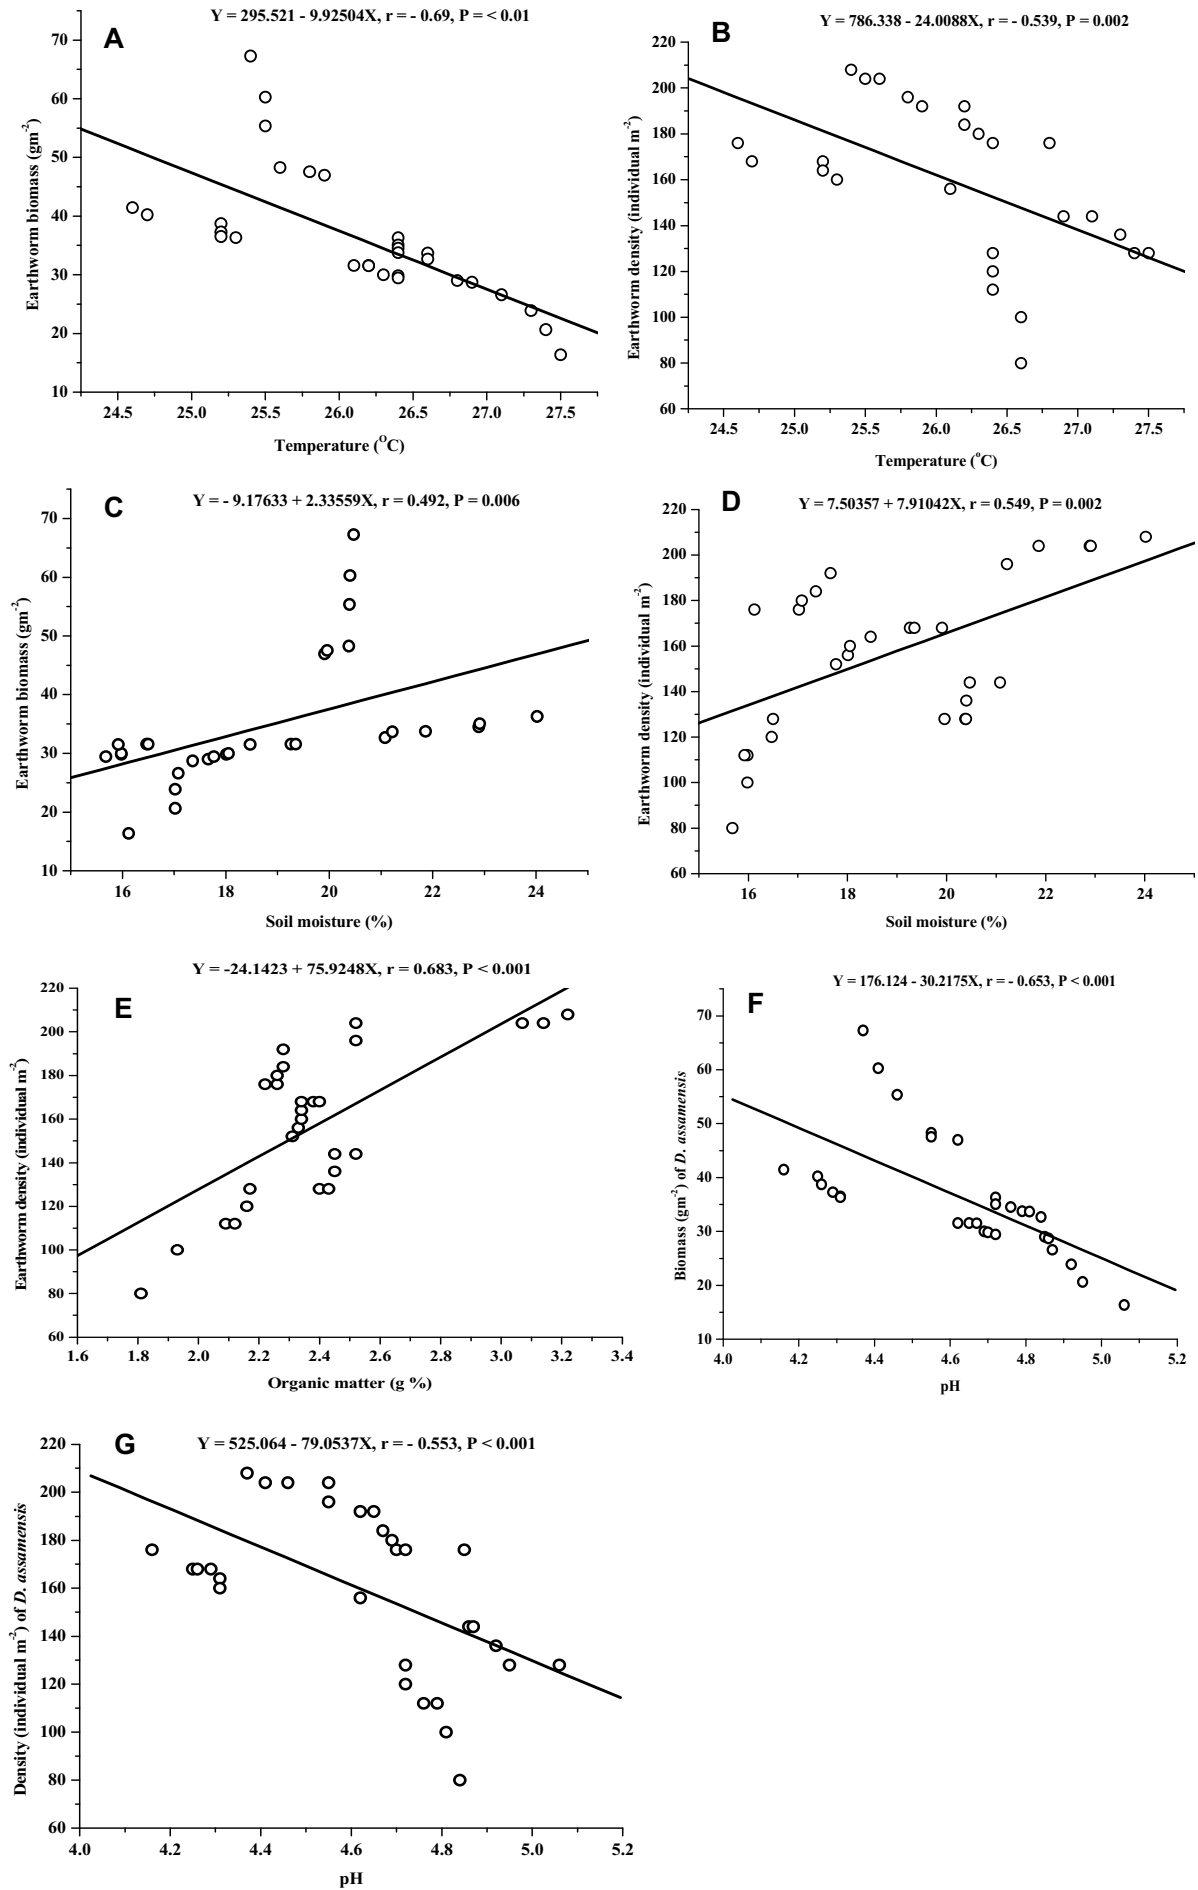 Y = 295.521 - 9.92504X, r = - 0.69, P = < 0.01
A
Earthworm biomass (gm-2)
70
60
50
40
30
20
10
24.5 25.0 25.5 26.0 26.5 27.0 27.5
Temperature (OC)
Y = 786.338 - 24.0088X, r = - 0.539, P = 0.002
B
Earthworm density (individual m-2)
220
200
180
160
140
120
100
80
60
24.5 25.0 25.5 26.0 26.5 27.0 27.5
Temperature (oC)
Y = - 9.17633 + 2.33559X, r = 0.492, P = 0.006
C
Earthworm biomass (gm-2)
70
60
50
40
30
20
10
16 18 20 22 24
Soil moisture (%)
Y = 7.50357 + 7.91042X, r = 0.549, P = 0.002
D
Earthworm density (individual m-2)
220
200
180
160
140
120
100
80
60
16 18 20 22 24
Soil moisture (%)
Y = -24.1423 + 75.9248X, r = 0.683, P < 0.001
E
Earthworm density (individual m-2)
220
200
180
160
140
120
100
80
60
1.6 1.8 2.0 2.2 2.4 2.6 2.8 3.0 3.2 3.4
Organic matter (g %)
Y = 176.124 - 30.2175X, r = - 0.653, P < 0.001
F
Biomass (gm-2) of D. assamensis
70
60
50
40
30
20
10
4.0 4.2 4.4 4.6 4.8 5.0 5.2
pH
Y = 525.064 - 79.0537X, r = - 0.553, P < 0.001
G
Density (individual m-2) of D. assamensis
220
200
180
160
140
120
100
80
60
4.0 4.2 4.4 4.6 4.8 5.0 5.2
pH